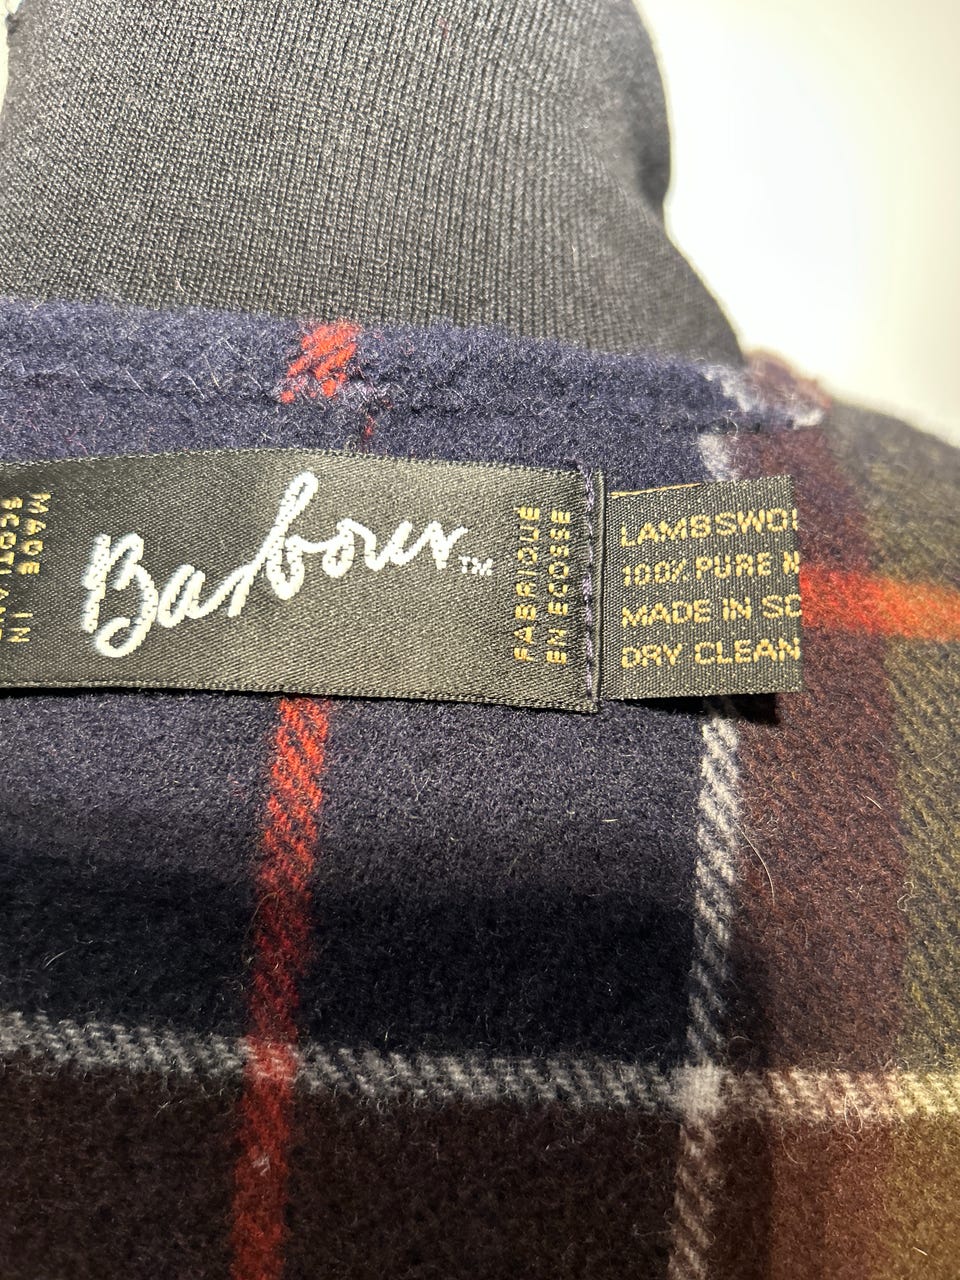 MADE IN
Barbour™
FABRIQUE
EN ECOSSE
100% PURE
MADE IN
DRY CLEAN